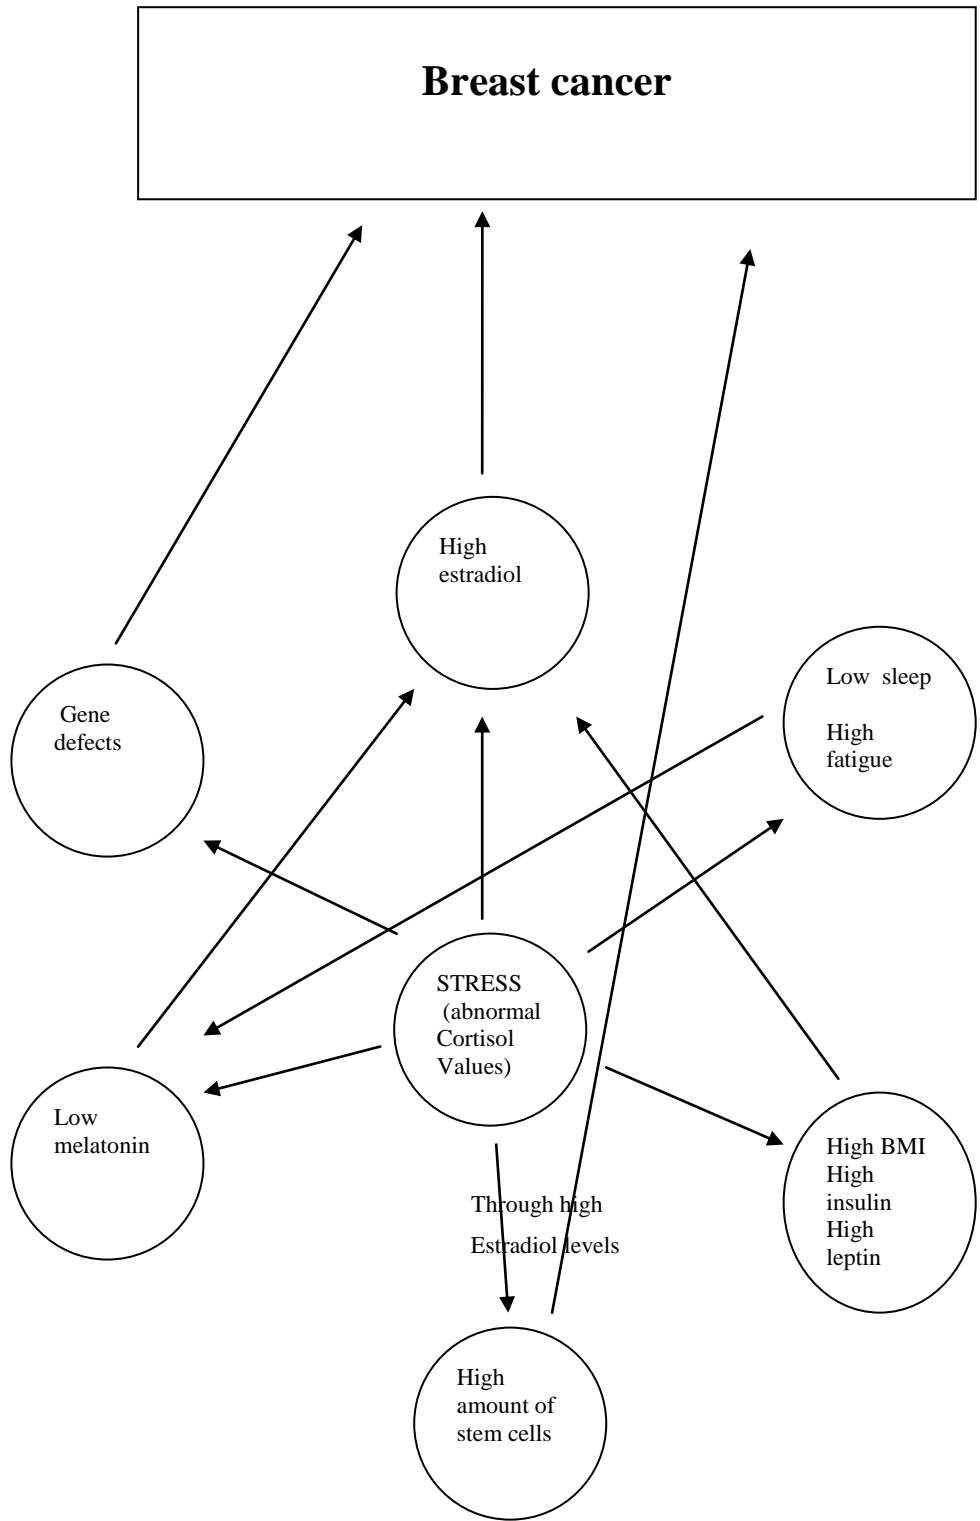 Breast cancer
High
estradiol
Low sleep
High
fatigue
Gene
defects
STRESS
(abnormal
Cortisol
Values)
Low
melatonin
High BMI
High
insulin
High
leptin
Through high
Estradiol levels
High
amount of
stem cells